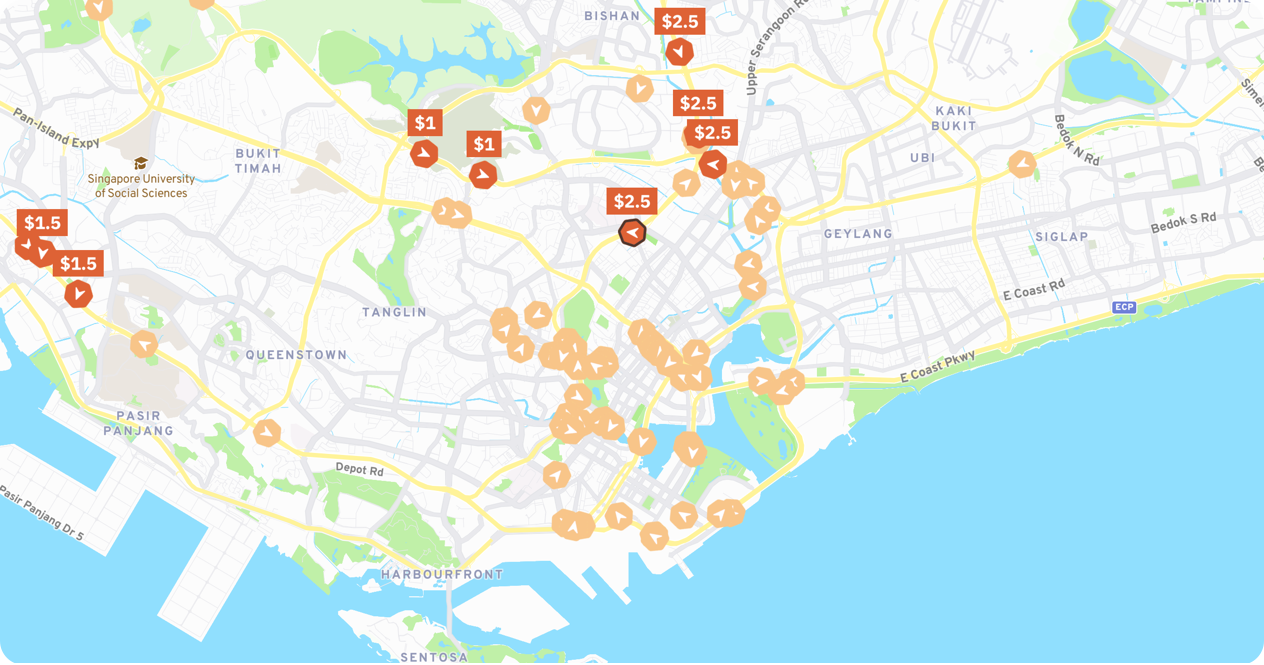 BISHAN
$2.5
Upper Serangoon Rd
$2.5
$2.5
KAKI
BUKIT
Bedok N Rd
UBI
Pan-Island Expy
$1
$1
BUKIT
TIMAH
Singapore University
of Social Sciences
$2.5
$1.5
$1.5
GEYLANG
SIGLAP
Bedok S Rd
E Coast Rd
ECP
TANGLIN
QUEENSTOWN
E Coast Pkwy
PASIR
PANJANG
Depot Rd
Pasir Panjang Dr 5
HARBOURFRONT
SENTOSA